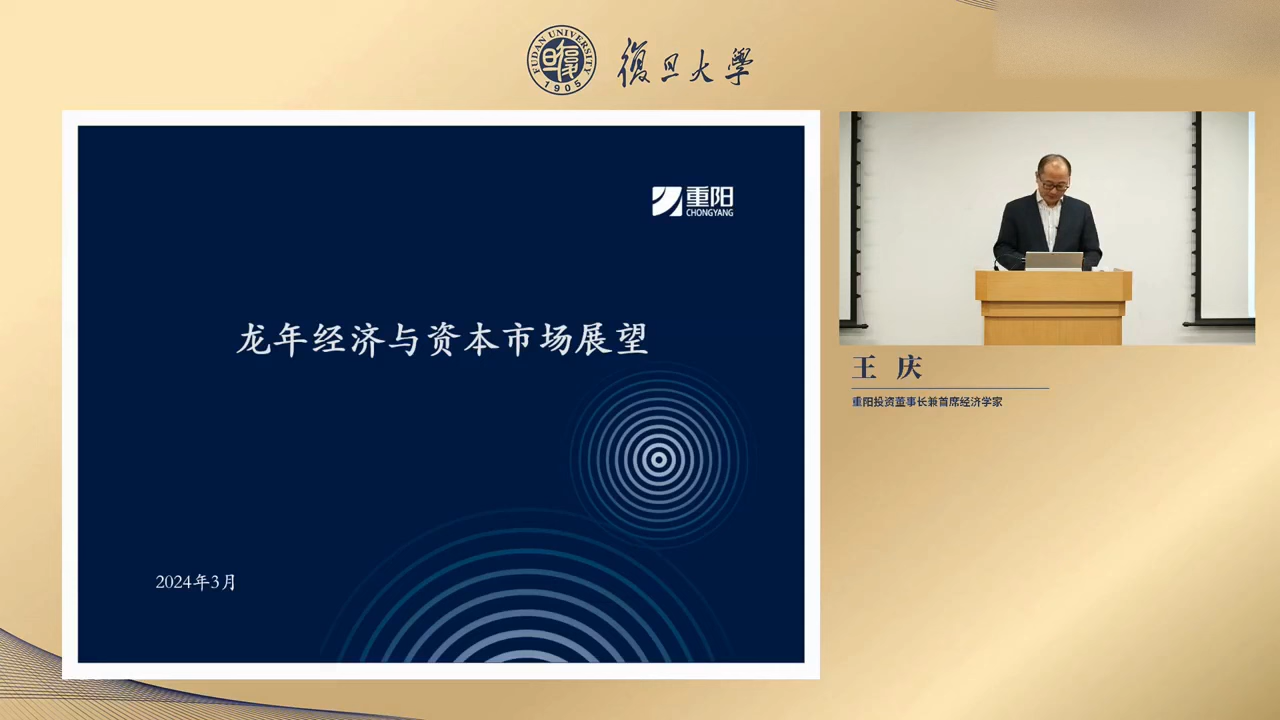 FUDAN UNIVERSITY
1905
復旦大學
重阳
CHONGYANG
龙年经济与资本市场展望
2024年3月
王 庆
重阳投资董事长兼首席经济学家